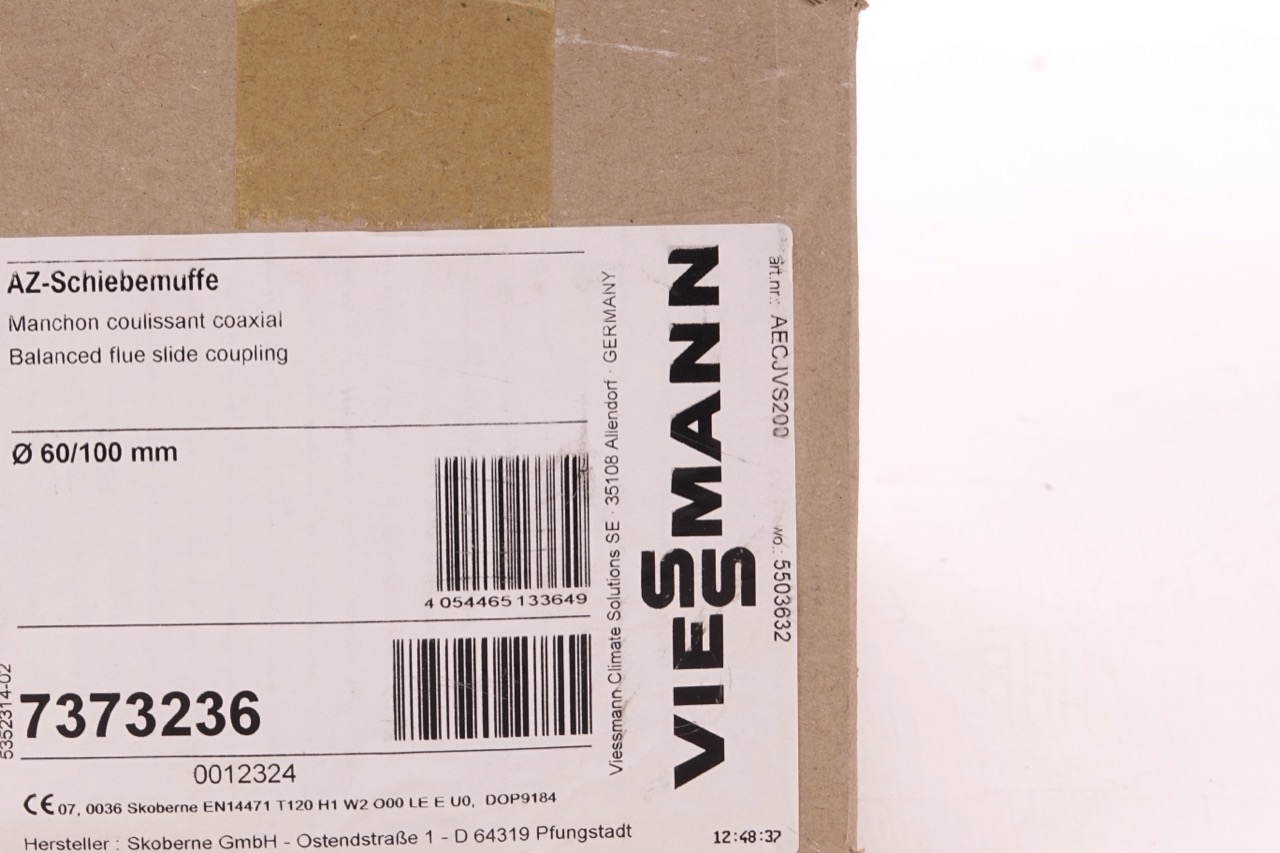 AZ-Schiebemuffe
Manchon coulissant coaxial
Balanced flue slide coupling
Ø 60/100 mm
4 054465 133649
5352314-02
7373236
0012324
CE 07, 0036 Skoberne EN14471 T120 H1 W2 O00 LE E U0, DOP9184
Hersteller : Skoberne GmbH - Ostendstraße 1 - D 64319 Pfungstadt
Viessmann Climate Solutions SE · 35108 Allendorf · GERMANY
VIESSMANN
art.nr.: AECJVS200
wo.: 5503632
12:48:37